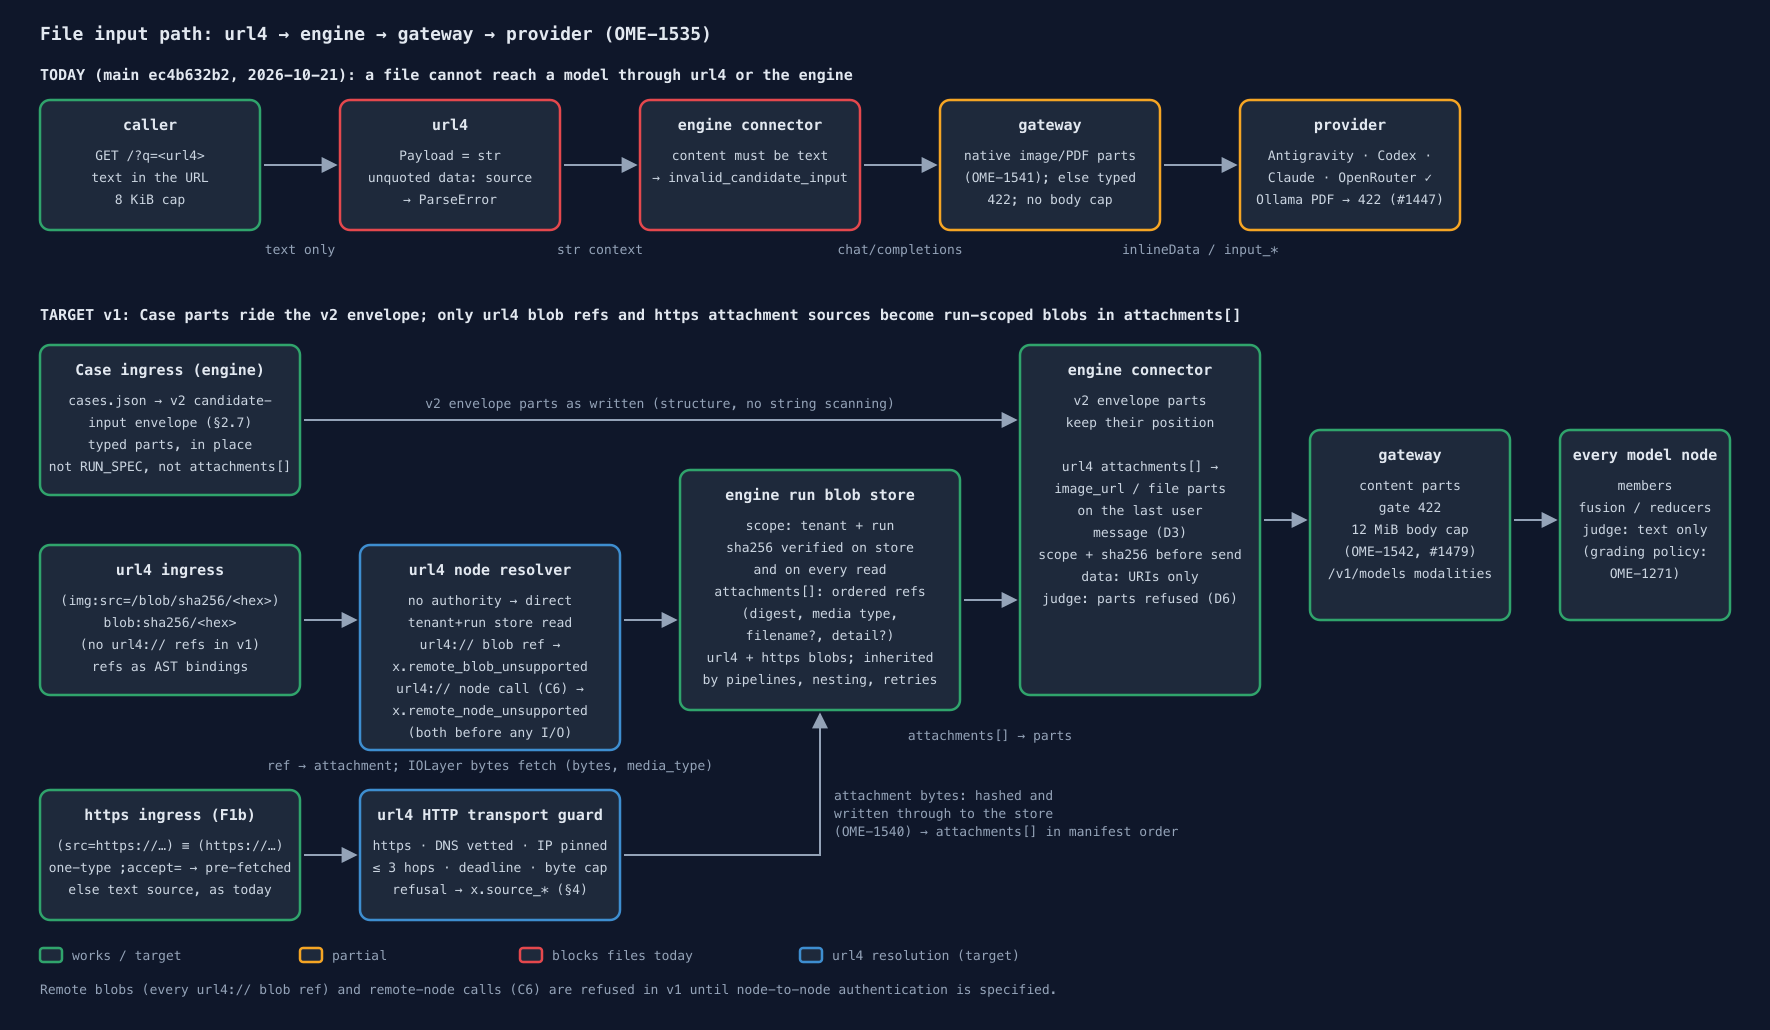 File input path: url4 → engine → gateway → provider (OME-1535)
TODAY (main ec4b632b2, 2026-10-21): a file cannot reach a model through url4 or the engine
caller
GET /?q=<url4>
text in the URL
8 KiB cap
url4
Payload = str
unquoted data: source
→ ParseError
engine connector
content must be text
→ invalid_candidate_input
gateway
native image/PDF parts
(OME-1541); else typed
422; no body cap
provider
Antigravity · Codex ·
Claude · OpenRouter ✓
Ollama PDF → 422 (#1447)
text only
str context
chat/completions
inlineData / input_*
TARGET v1: Case parts ride the v2 envelope; only url4 blob refs and https attachment sources become run-scoped blobs in attachments[]
Case ingress (engine)
cases.json → v2 candidate-
input envelope (§2.7)
typed parts, in place
not RUN_SPEC, not attachments[]
v2 envelope parts as written (structure, no string scanning)
url4 ingress
(img:src=/blob/sha256/<hex>)
blob:sha256/<hex>
(no url4:// refs in v1)
refs as AST bindings
url4 node resolver
no authority → direct
tenant+run store read
url4:// blob ref →
x.remote_blob_unsupported
url4:// node call (C6) →
x.remote_node_unsupported
(both before any I/O)
engine run blob store
scope: tenant + run
sha256 verified on store
and on every read
attachments[]: ordered refs
(digest, media type,
filename?, detail?)
url4 + https blobs; inherited
by pipelines, nesting, retries
engine connector
v2 envelope parts
keep their position
url4 attachments[] →
image_url / file parts
on the last user
message (D3)
scope + sha256 before send
data: URIs only
judge: parts refused (D6)
gateway
content parts
gate 422
12 MiB body cap
(OME-1542, #1479)
/v1/models modalities
every model node
members
fusion / reducers
judge: text only
(grading policy:
OME-1271)
attachments[] → parts
ref → attachment; IOLayer bytes fetch (bytes, media_type)
https ingress (F1b)
(src=https://…) ≡ (https://…)
one-type ;accept= → pre-fetched
else text source, as today
url4 HTTP transport guard
https · DNS vetted · IP pinned
≤ 3 hops · deadline · byte cap
refusal → x.source_* (§4)
attachment bytes: hashed and
written through to the store
(OME-1540) → attachments[] in manifest order
works / target
partial
blocks files today
url4 resolution (target)
Remote blobs (every url4:// blob ref) and remote-node calls (C6) are refused in v1 until node-to-node authentication is specified.